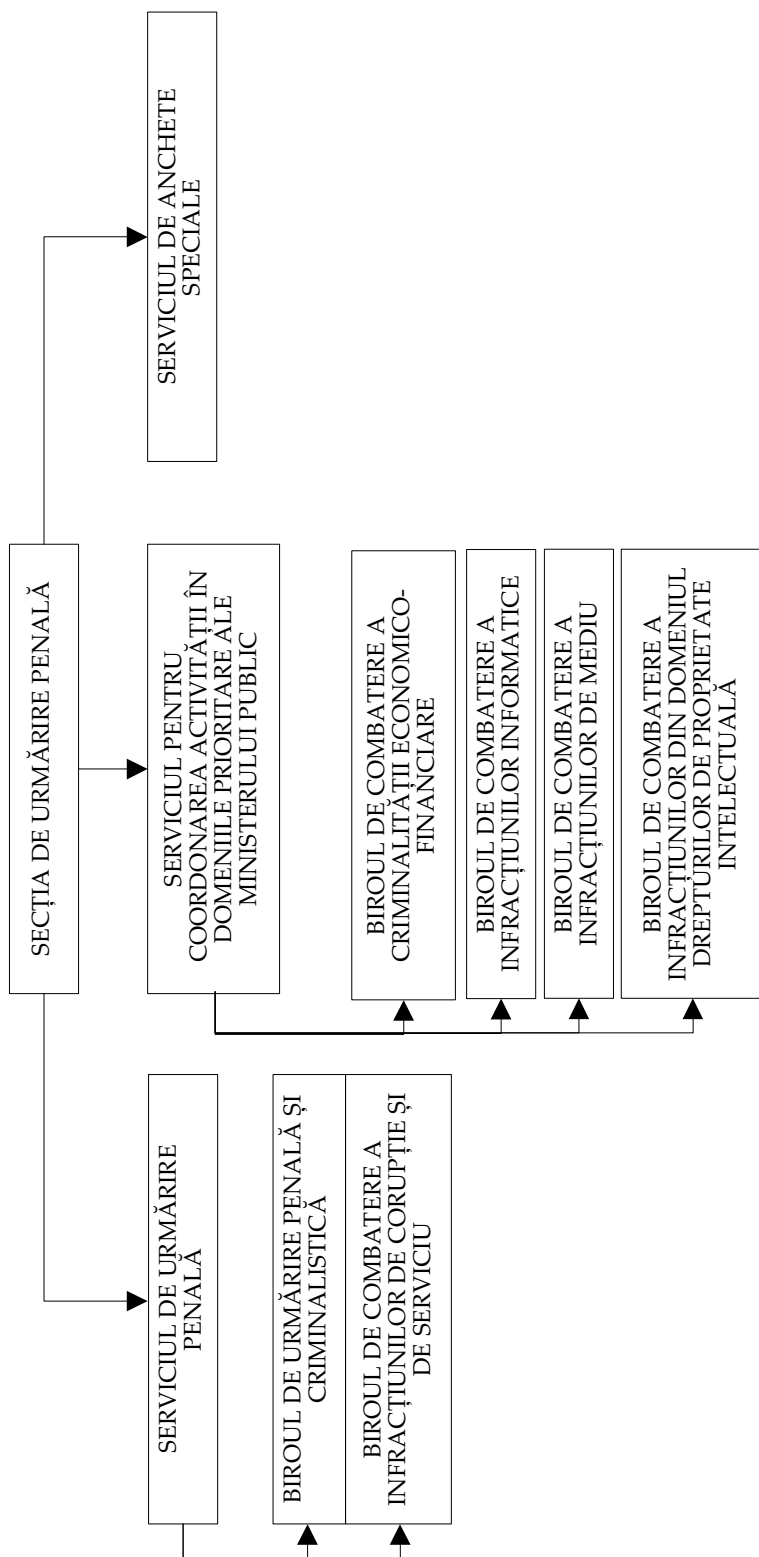 SECȚIA DE URMĂRIRE PENALĂ
SERVICIUL DE URMĂRIRE
PENALĂ
SERVICIUL PENTRU
COORDONAREA ACTIVITĂȚII ÎN
DOMENIILE PRIORITARE ALE
MINISTERULUI PUBLIC
SERVICIUL DE ANCHETE
SPECIALE
BIROUL DE URMĂRIRE PENALĂ ȘI
CRIMINALISTICĂ
BIROUL DE COMBATERE A
INFRACȚIUNILOR DE CORUPȚIE ȘI
DE SERVICIU
BIROUL DE COMBATERE A
CRIMINALITĂȚII ECONOMICO-
FINANCIARE
BIROUL DE COMBATERE A
INFRACȚIUNILOR INFORMATICE
BIROUL DE COMBATERE A
INFRACȚIUNILOR DE MEDIU
BIROUL DE COMBATERE A
INFRACȚIUNILOR DIN DOMENIUL
DREPTURILOR DE PROPRIETATE
INTELECTUALĂ